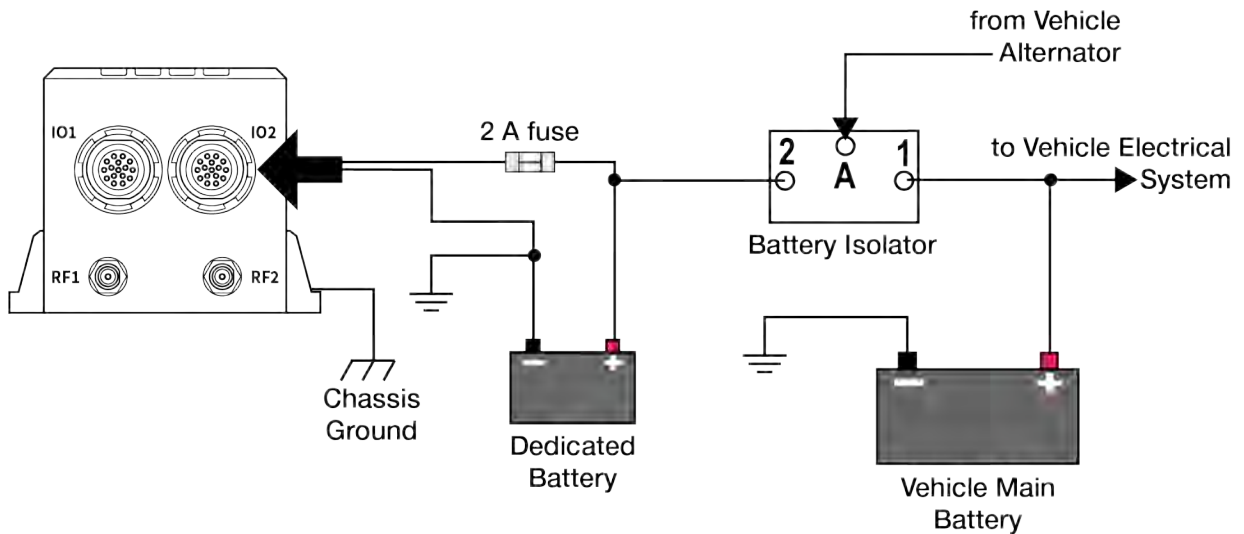 from Vehicle
Alternator
IO1
IO2
2 A fuse
2
A
1
to Vehicle Electrical
System
Battery Isolator
RF1
RF2
Chassis
Ground
Dedicated
Battery
Vehicle Main
Battery